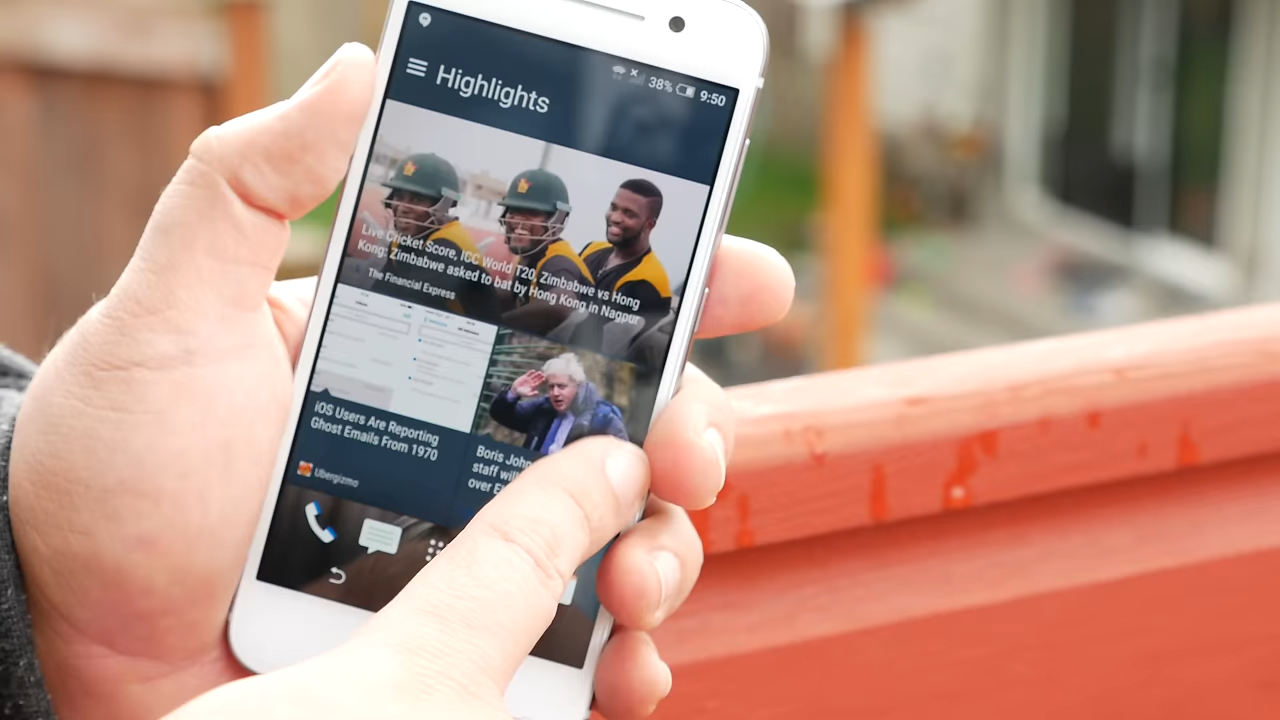 38% 9:50
Highlights
Live Cricket Score, ICC World T20, Zimbabwe vs Hong
Kong: Zimbabwe asked to bat by Hong Kong in Nagpur
The Financial Express
iOS Users Are Reporting
Ghost Emails From 1970
Ubergizmo
Boris John
staff will
over E